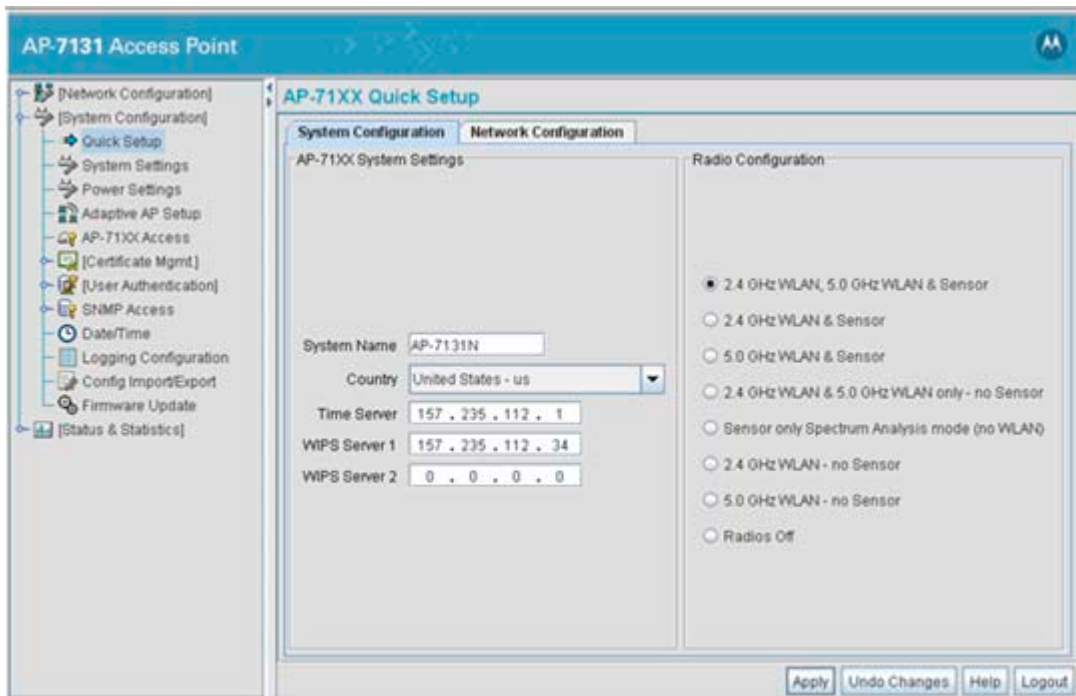 AP-7131 Access Point
[Network Configuration]
[System Configuration]
Quick Setup
System Settings
Power Settings
Adaptive AP Setup
AP-71XX Access
[Certificate Mgmt.]
[User Authentication]
SNMP Access
Date/Time
Logging Configuration
Config Import/Export
Firmware Update
[Status & Statistics]
AP-71XX Quick Setup
System Configuration
Network Configuration
AP-71XX System Settings
System Name AP-7131N
Country United States - us
Time Server 157 . 235 . 112 . 1
WIPS Server 1 157 . 235 . 112 . 34
WIPS Server 2 0 . 0 . 0 . 0
Radio Configuration
2.4 GHz WLAN, 5.0 GHz WLAN & Sensor
2.4 GHz WLAN & Sensor
5.0 GHz WLAN & Sensor
2.4 GHz WLAN & 5.0 GHz WLAN only - no Sensor
Sensor only Spectrum Analysis mode (no WLAN)
2.4 GHz WLAN - no Sensor
5.0 GHz WLAN - no Sensor
Radios Off
Apply
Undo Changes
Help
Logout